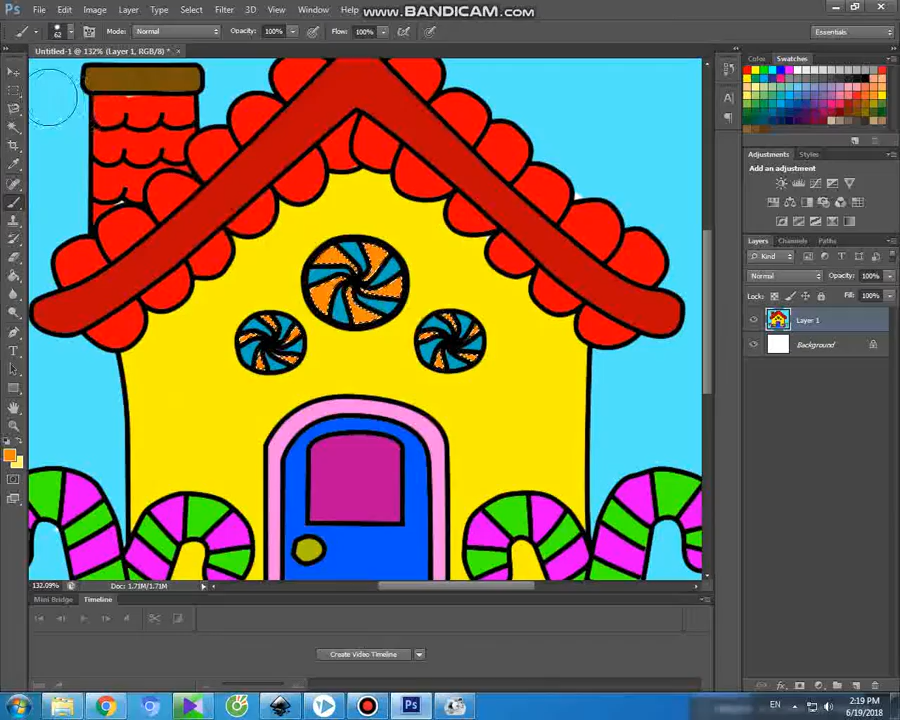 Ps File Edit Image Layer Type Select Filter 3D View Window Help
www.BANDICAM.com
62 Mode: Normal Opacity: 100% Flow: 100% Essentials
Untitled-1 @ 132% (Layer 1, RGB/8) * ×
Color Swatches
Adjustments Styles
Add an adjustment
Layers Channels Paths
Kind
Normal Opacity: 100%
Lock: Fill: 100%
Layer 1
Background
132.09% Doc: 1.71M/1.71M
Mini Bridge Timeline
Create Video Timeline
EN 2:19 PM
6/19/2018